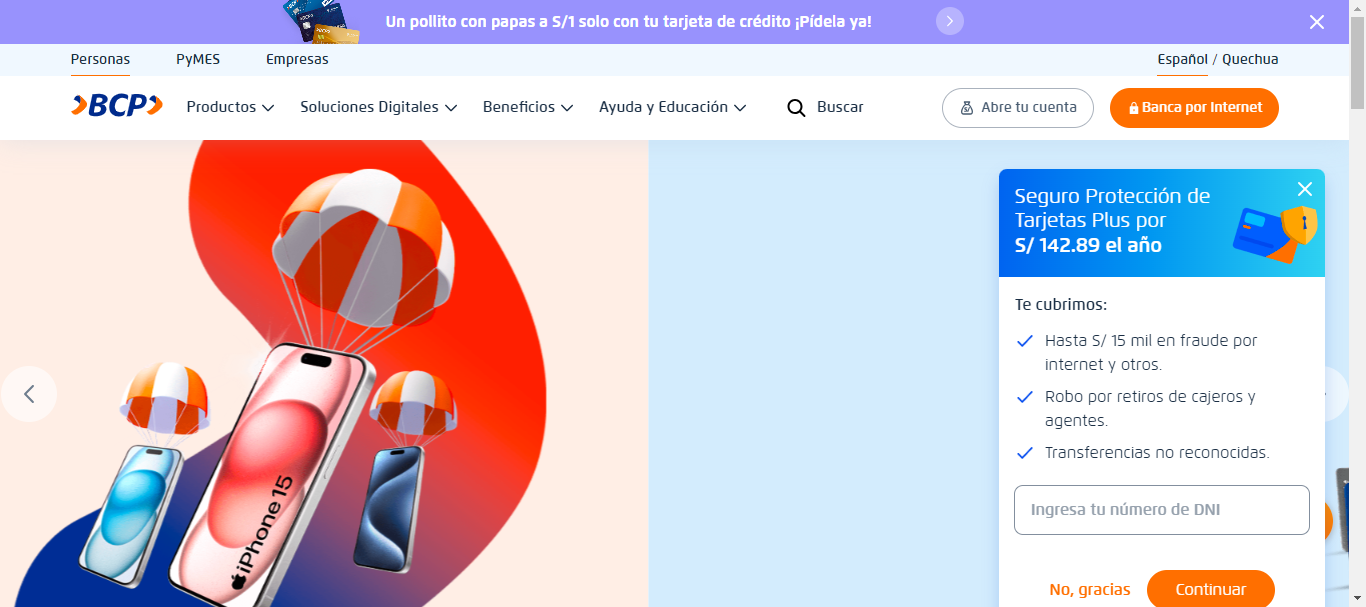 Un pollito con papas a S/1 solo con tu tarjeta de crédito ¡Pídela ya!
Personas
PyMES
Empresas
Español / Quechua
BCP
Productos
Soluciones Digitales
Beneficios
Ayuda y Educación
Buscar
Abre tu cuenta
Banca por Internet
iPhone 15
Seguro Protección de
Tarjetas Plus por
S/ 142.89 el año
Te cubrimos:
Hasta S/ 15 mil en fraude por
internet y otros.
Robo por retiros de cajeros y
agentes.
Transferencias no reconocidas.
Ingresa tu número de DNI
No, gracias
Continuar